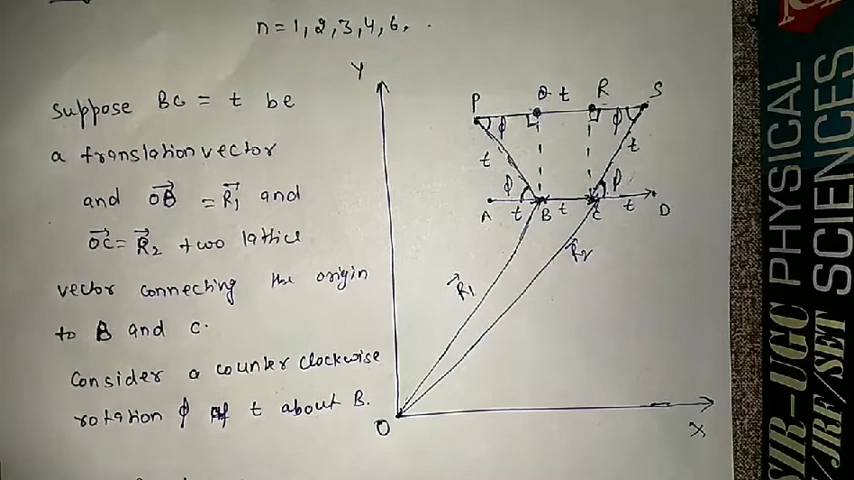 n = 1, 2, 3, 4, 6, .
Suppose BC = t be
a translation vector
and OB = R1 and
OC = R2 two lattice
vector connecting the origin
to B and C.
Consider a counter clockwise
rotation ϕ of t about B.
Y
P Q t R S
ϕ ϕ
t t
ϕ ϕ
A t B t C t D
R1
R2
O
X
PHYSICAL
SCIENCES
CSIR-UGC
/JRF/SET